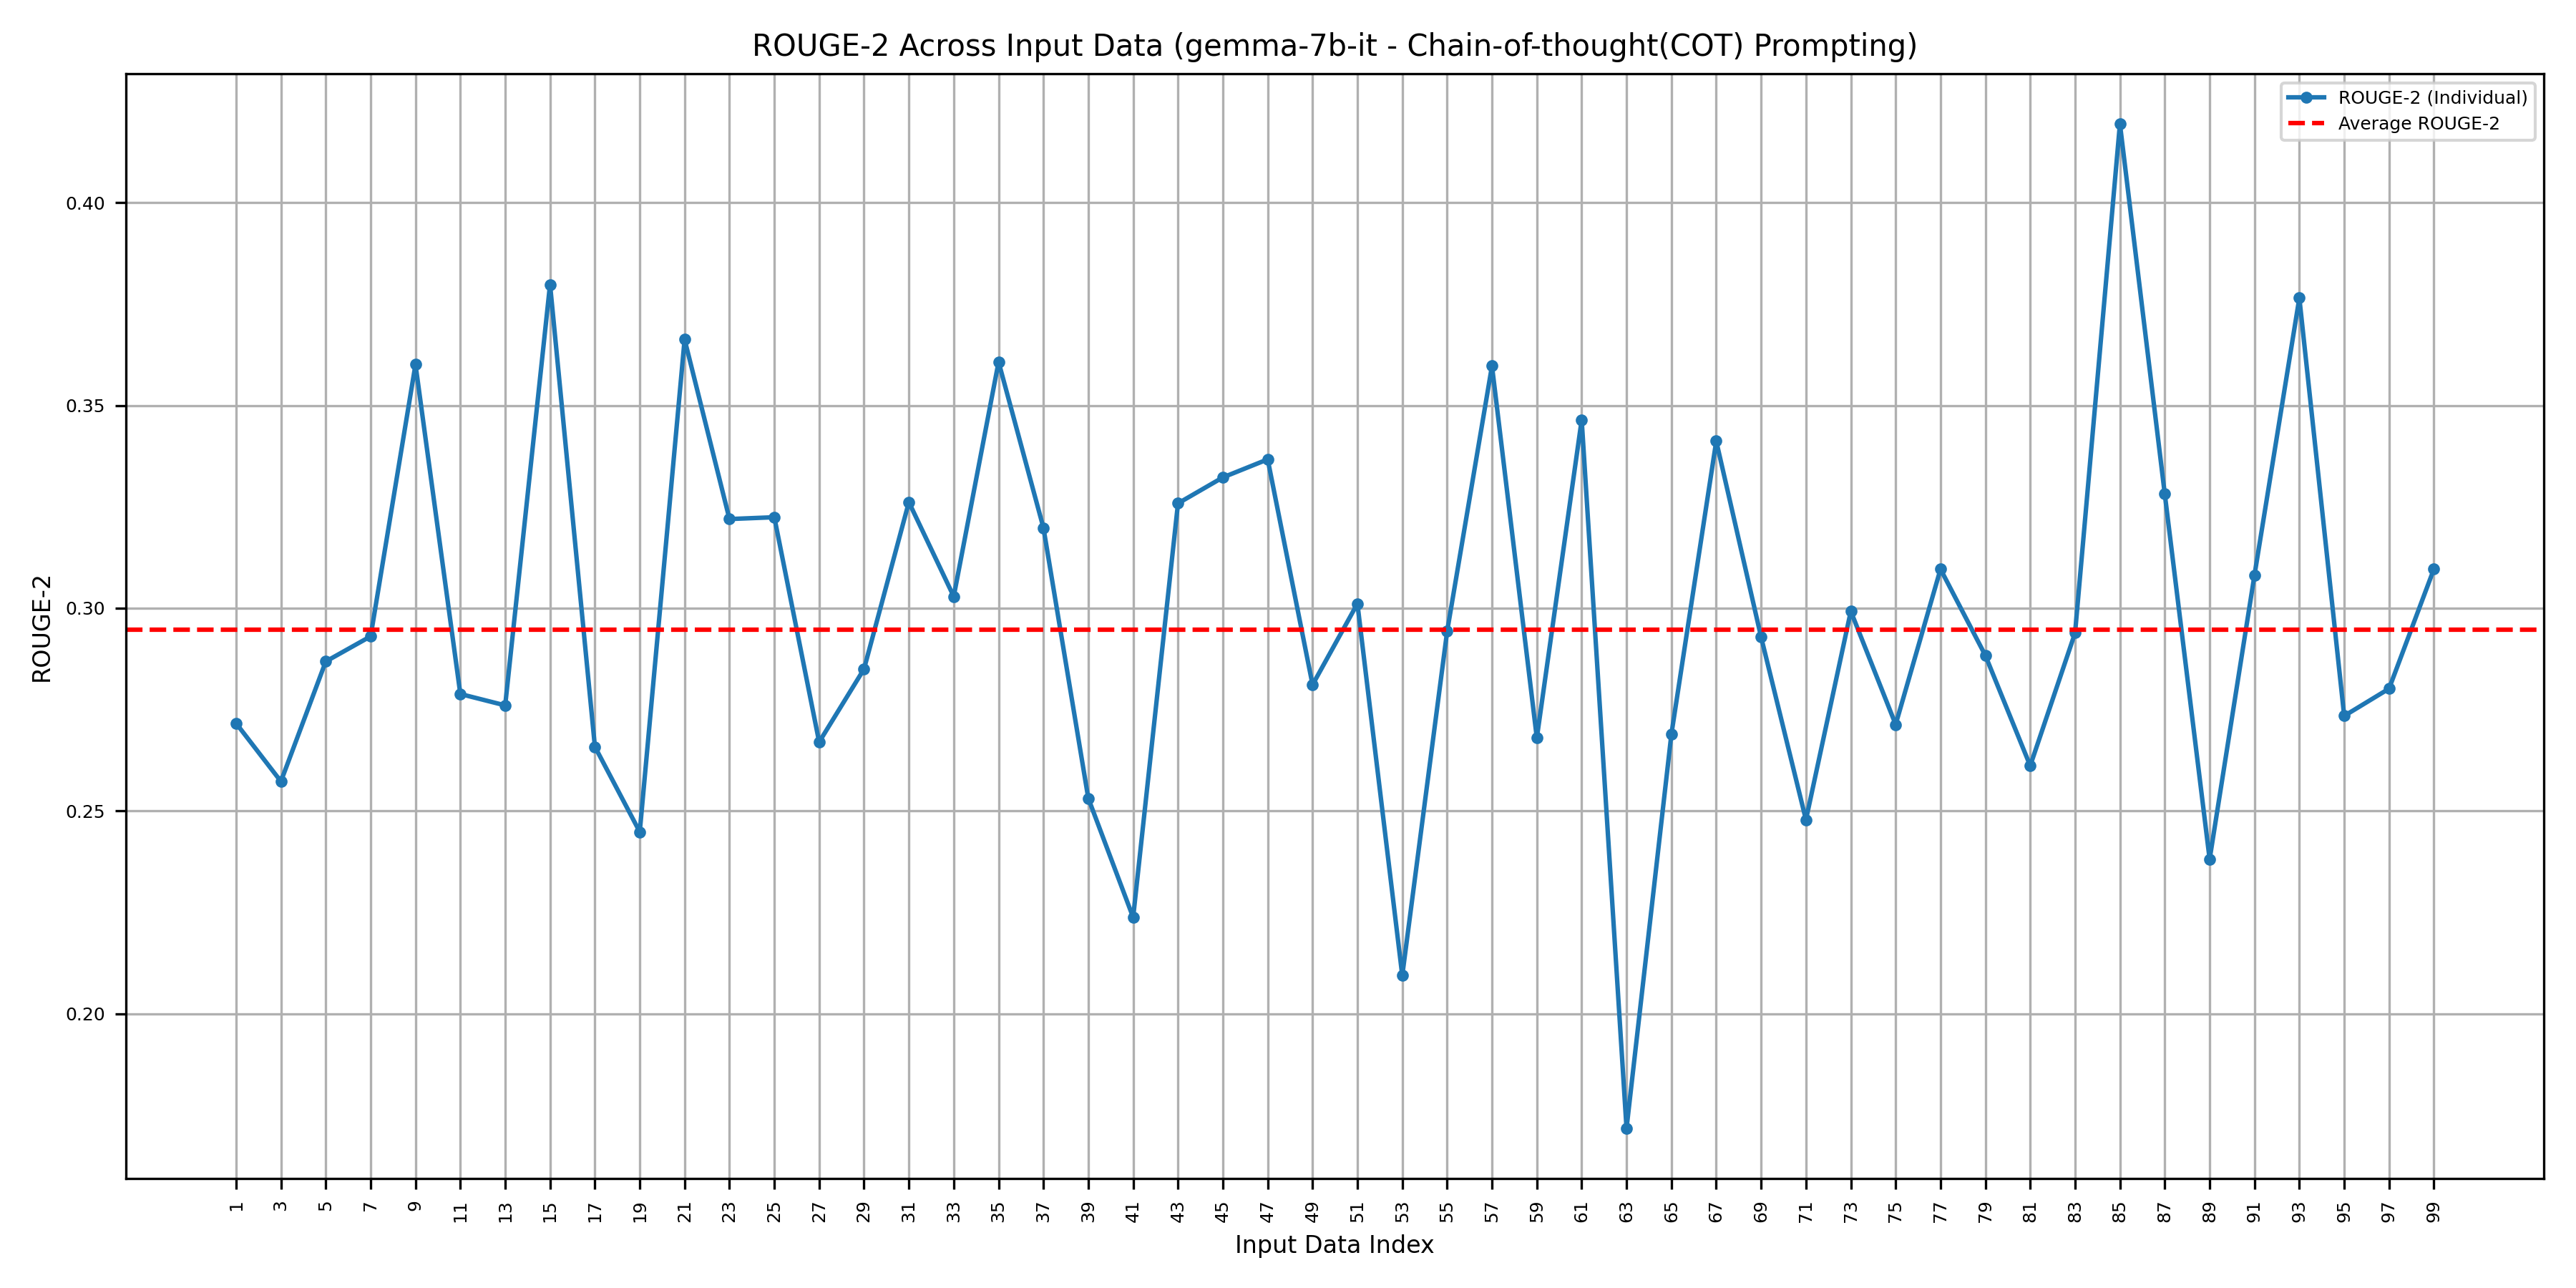 ROUGE-2 Across Input Data (gemma-7b-it - Chain-of-thought(COT) Prompting)
ROUGE-2 (Individual)
Average ROUGE-2
0.40
0.35
0.30
0.25
0.20
ROUGE-2
1 3 5 7 9 11 13 15 17 19 21 23 25 27 29 31 33 35 37 39 41 43 45 47 49 51 53 55 57 59 61 63 65 67 69 71 73 75 77 79 81 83 85 87 89 91 93 95 97 99
Input Data Index